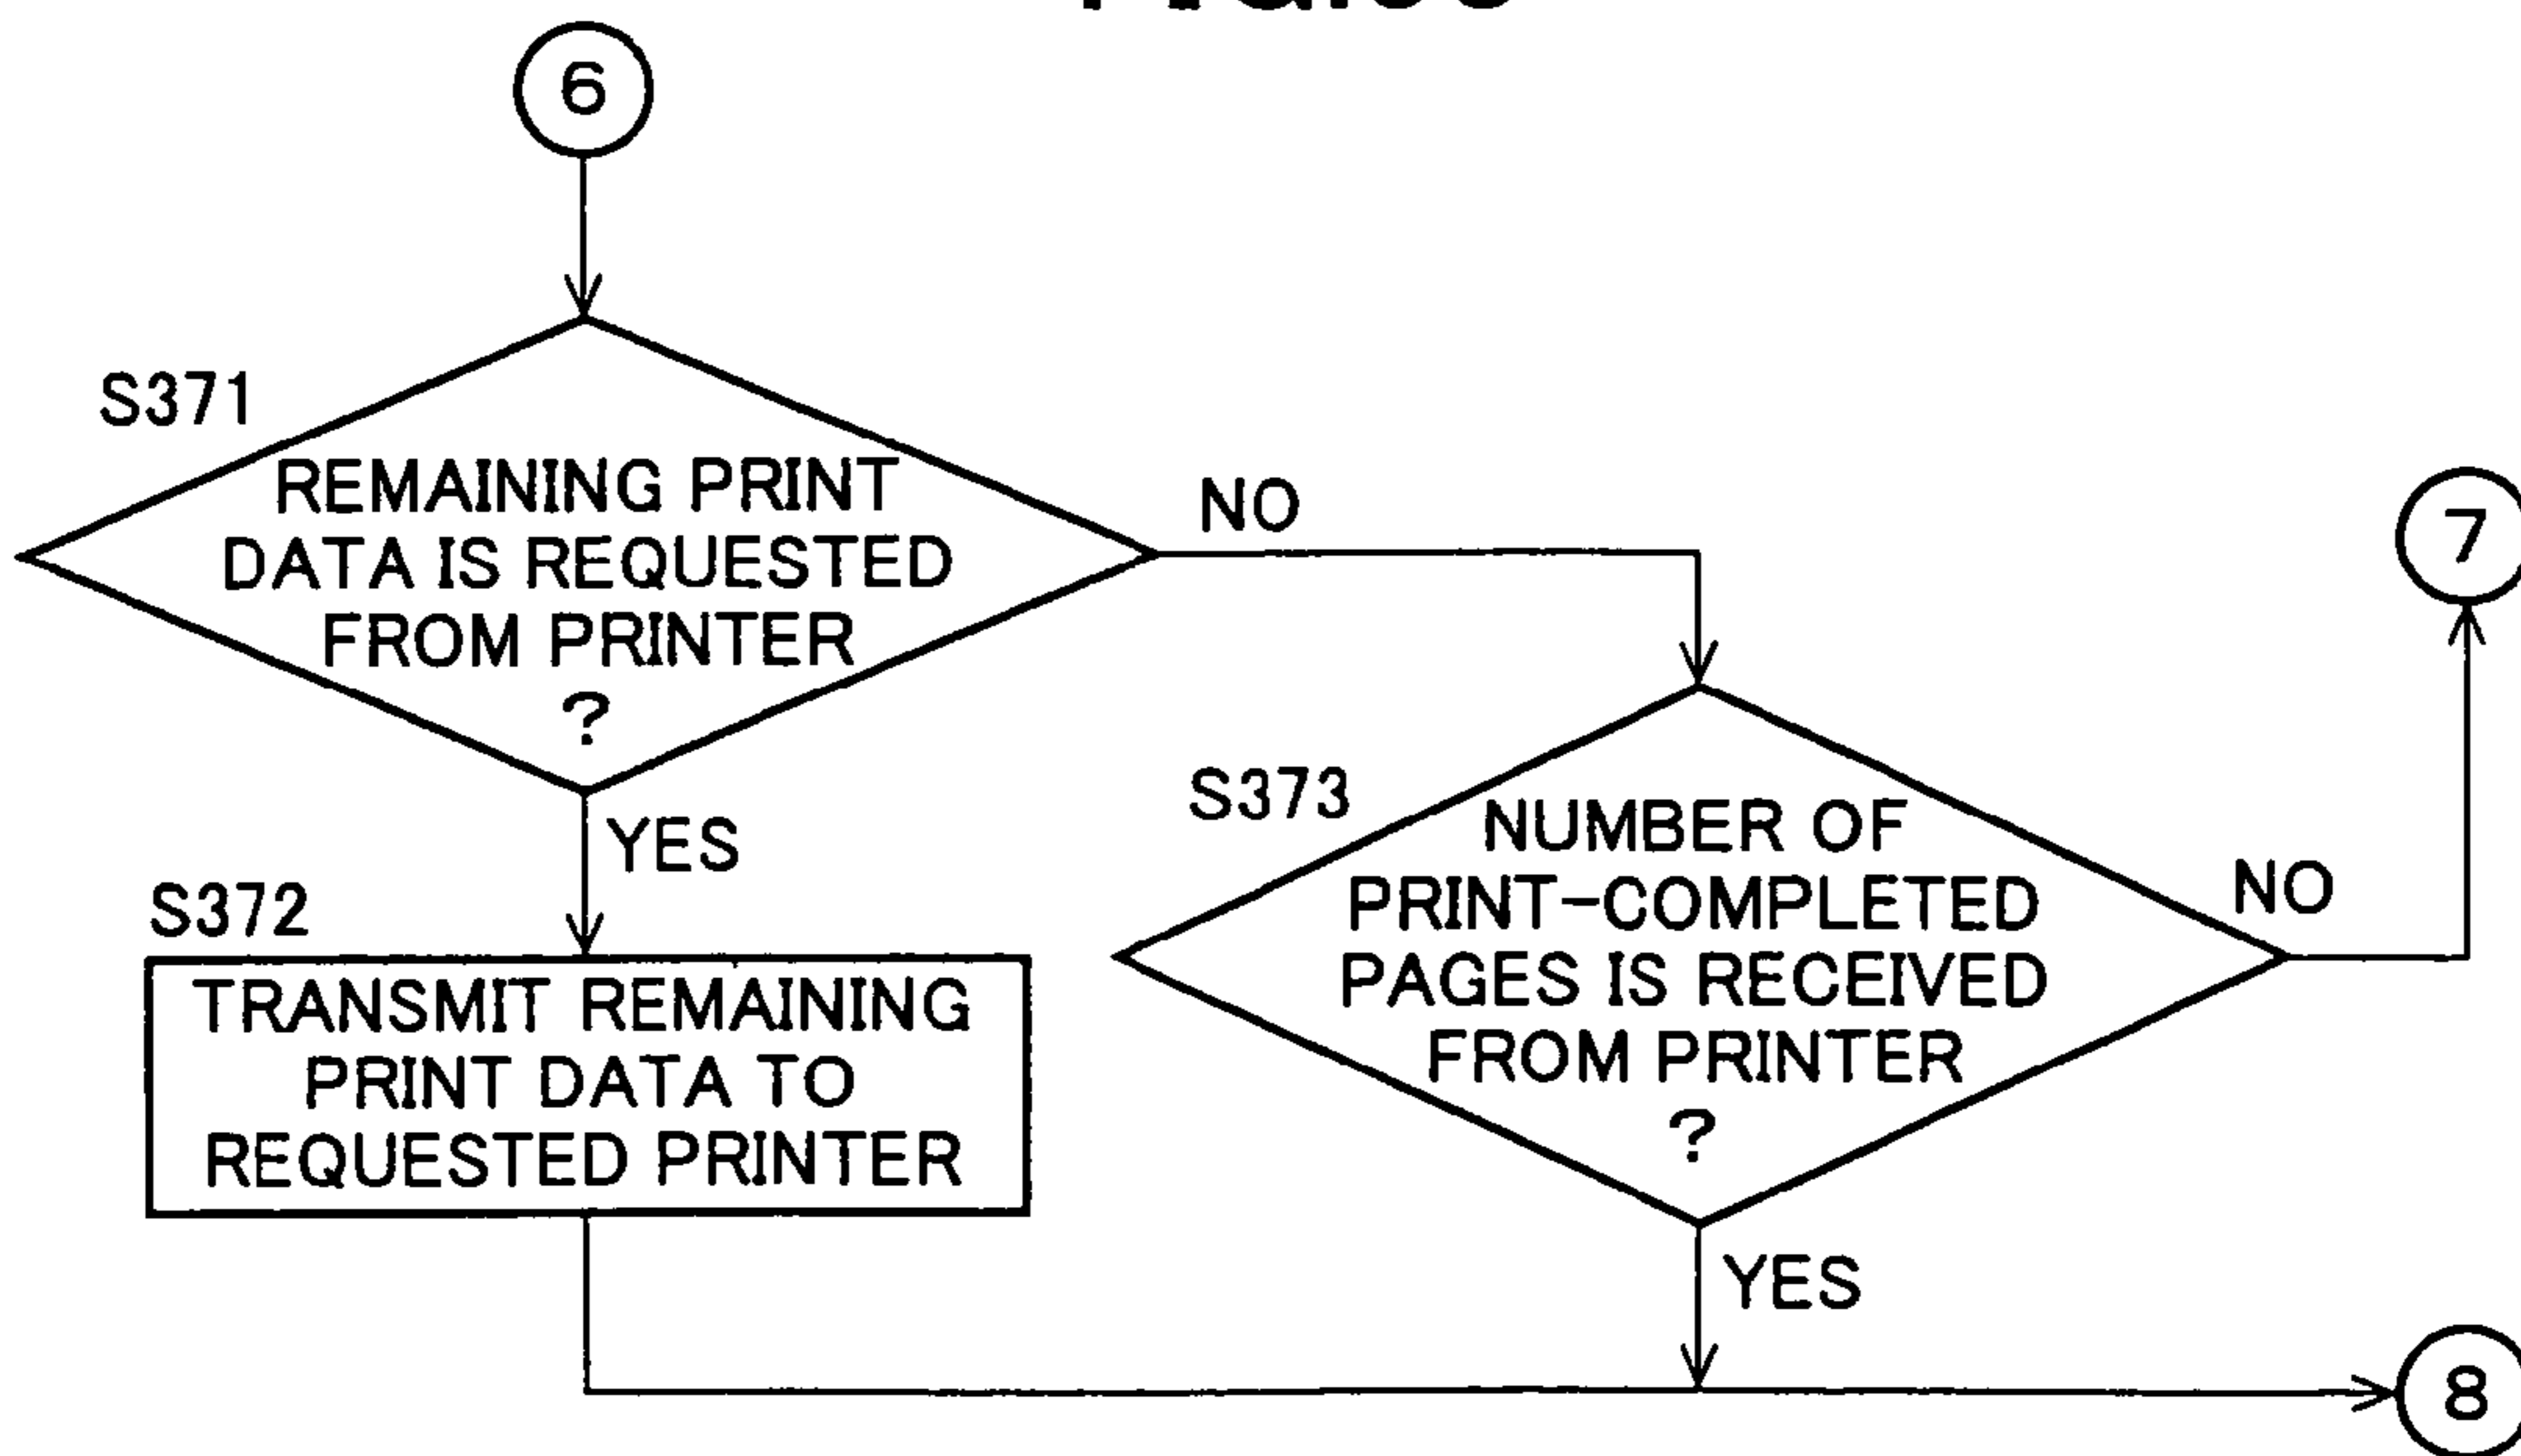 6
S371
REMAINING PRINT
DATA IS REQUESTED
FROM PRINTER
?
NO
7
YES
S372
TRANSMIT REMAINING
PRINT DATA TO
REQUESTED PRINTER
S373
NUMBER OF
PRINT-COMPLETED
PAGES IS RECEIVED
FROM PRINTER
?
NO
YES
8